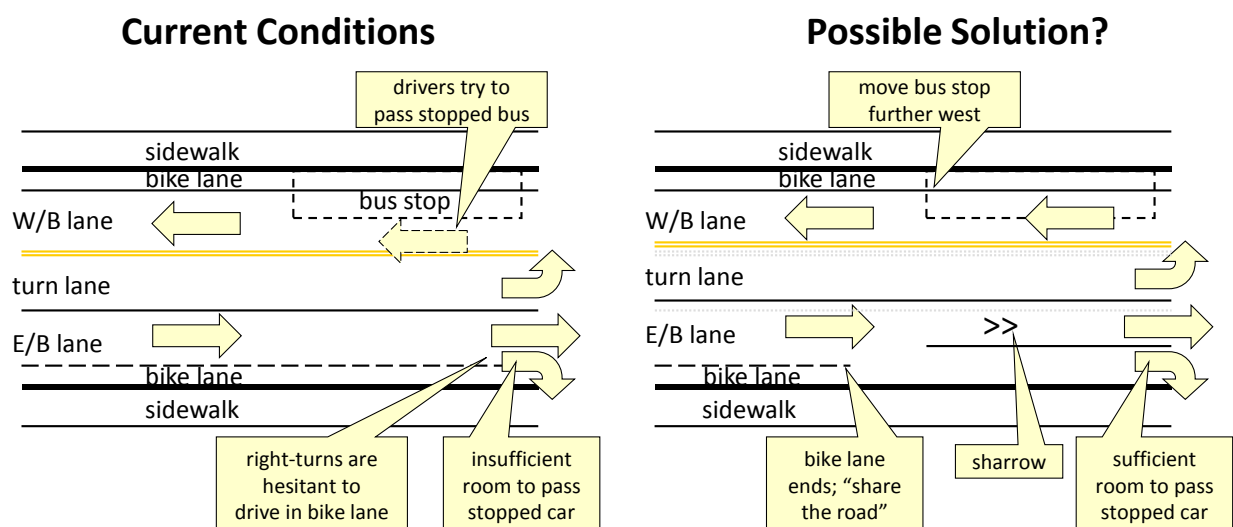 Current Conditions
drivers try to
pass stopped bus
sidewalk
bike lane
bus stop
W/B lane
turn lane
E/B lane
bike lane
sidewalk
right-turns are
hesitant to
drive in bike lane
insufficient
room to pass
stopped car
Possible Solution?
move bus stop
further west
sidewalk
bike lane
W/B lane
turn lane
E/B lane
>>
bike lane
sidewalk
bike lane
ends; “share
the road”
sharrow
sufficient
room to pass
stopped car